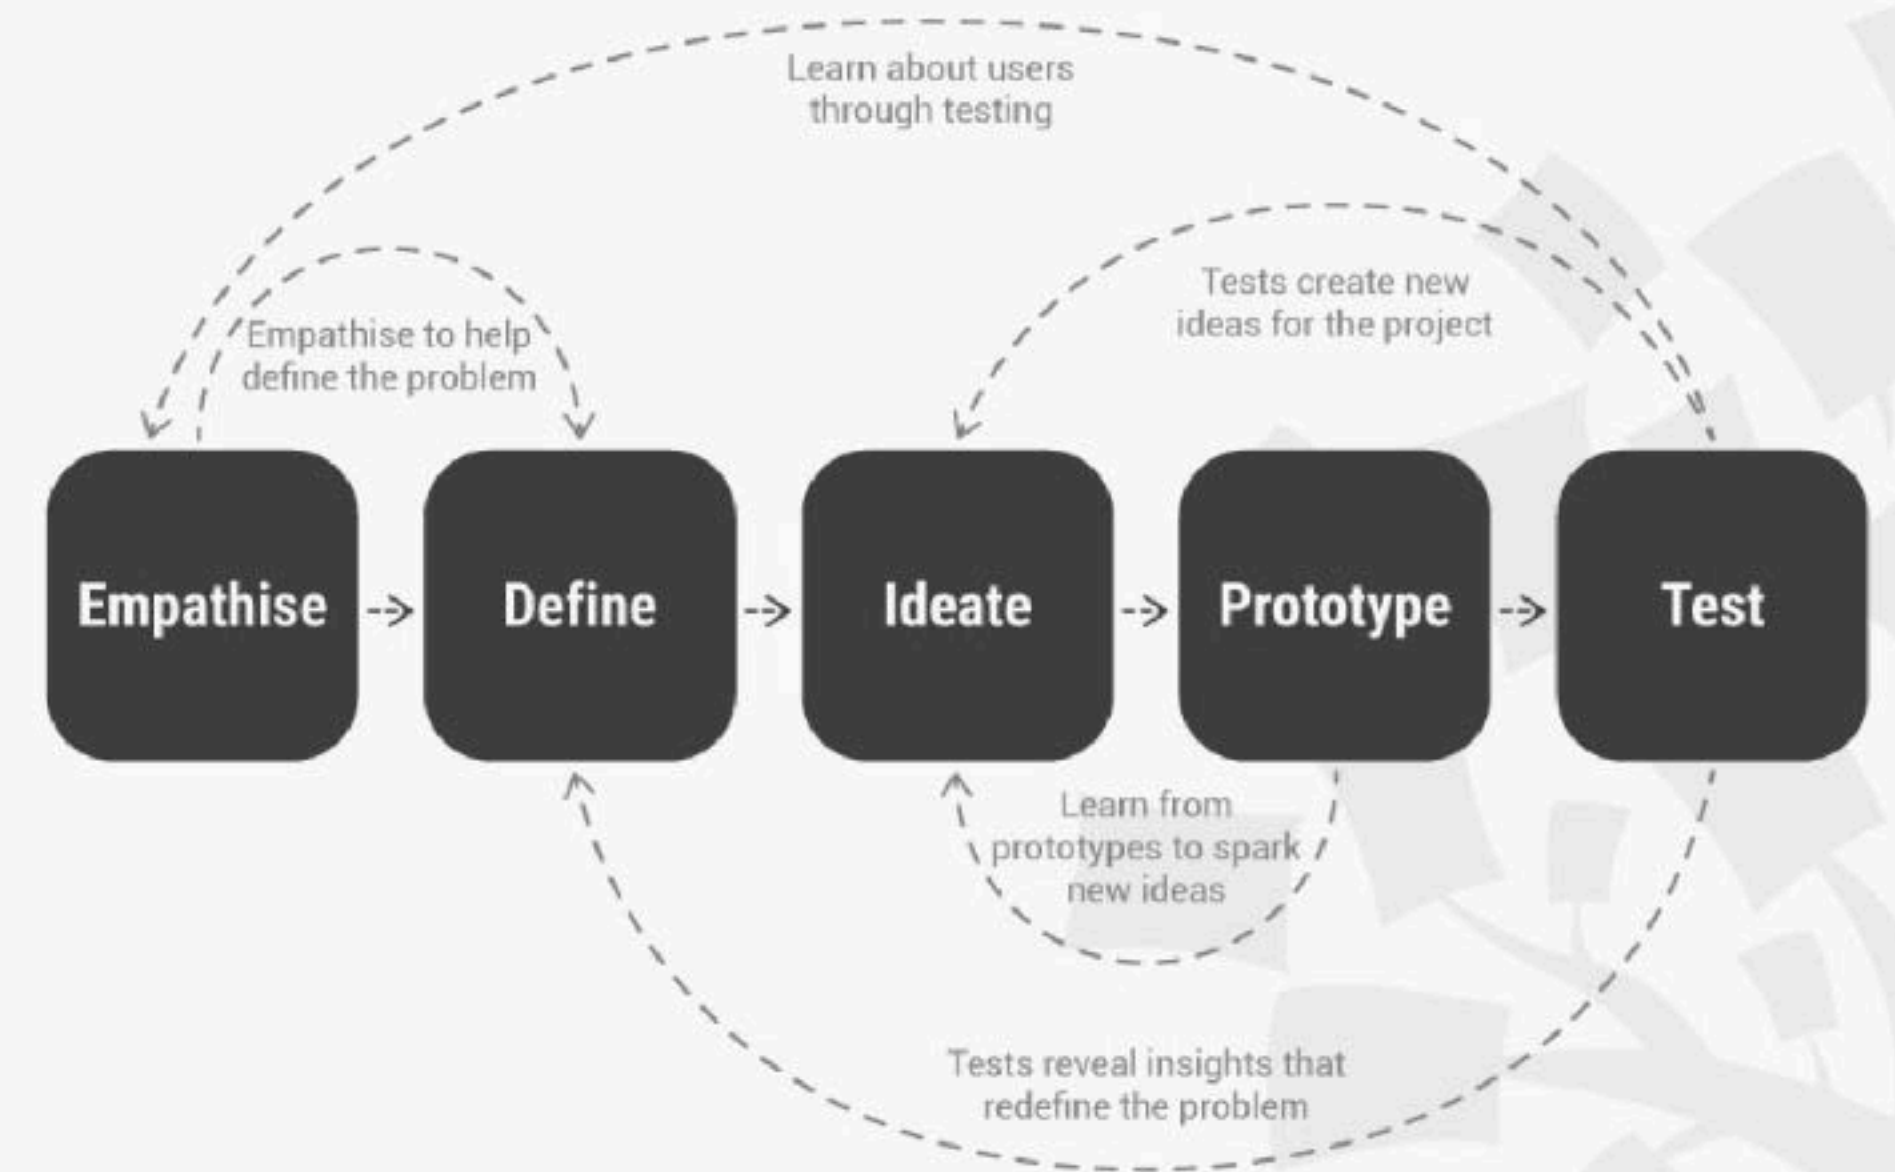 Learn about users
through testing
Tests create new
ideas for the project
Empathise to help
define the problem
Empathise
Define
Ideate
Prototype
Test
Learn from
prototypes to spark
new ideas
Tests reveal insights that
redefine the problem